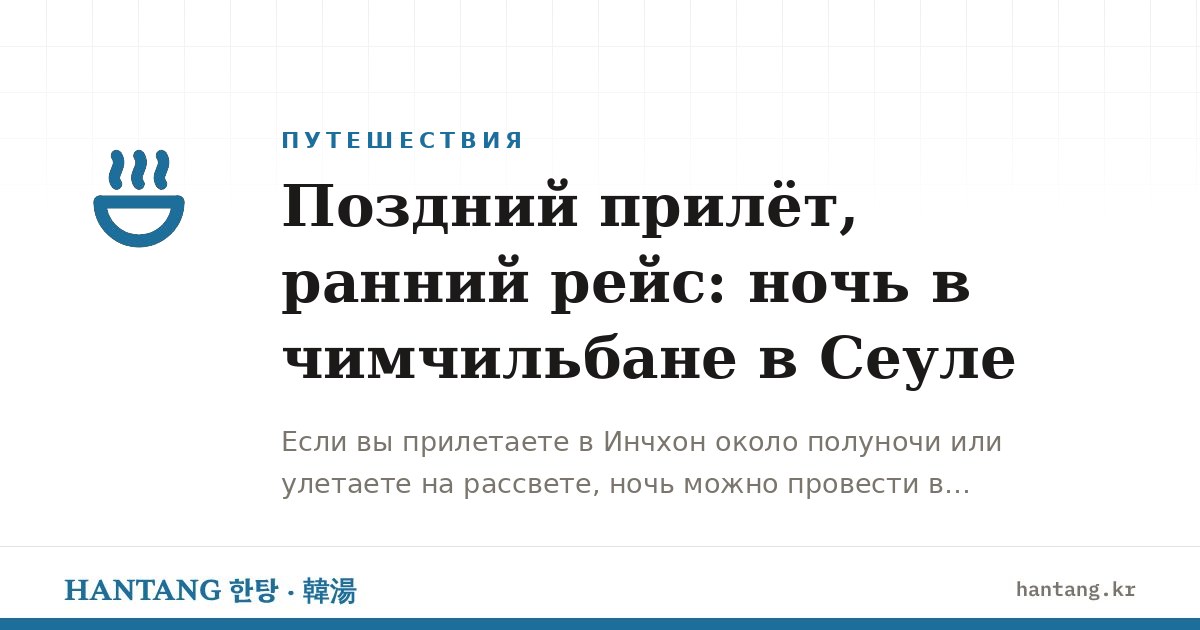 ПУТЕШЕСТВИЯ
Поздний прилёт,
ранний рейс: ночь в
чимчильбане в Сеуле
Если вы прилетаете в Инчхон около полуночи или
улетаете на рассвете, ночь можно провести в…
HANTANG 한탕 · 韓湯
hantang.kr